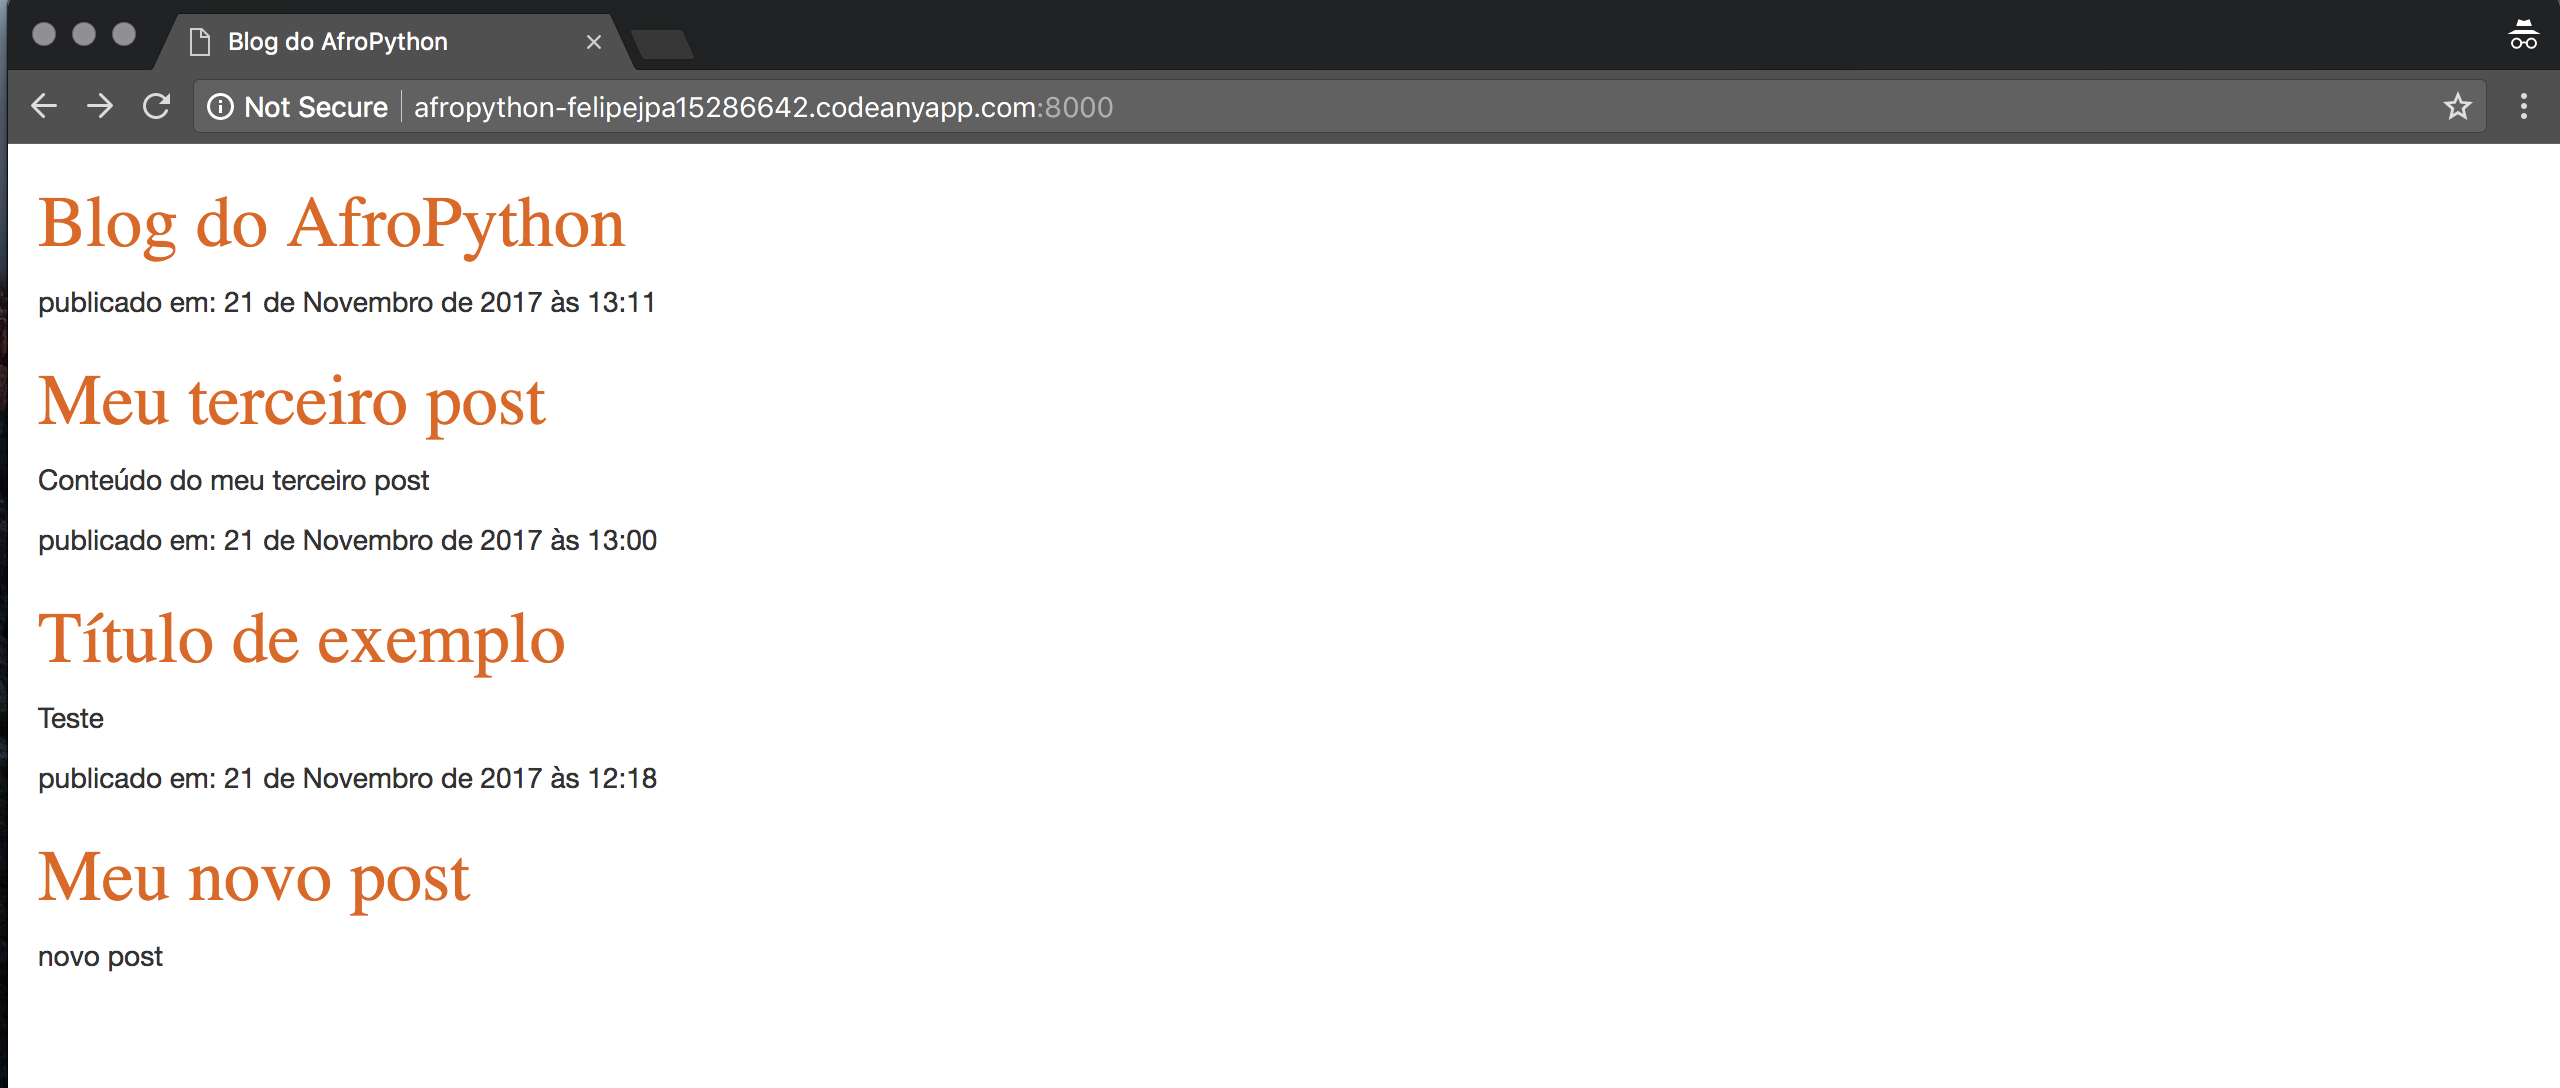 Blog do AfroPython
Not Secure afropython-felipejpa15286642.codeanyapp.com:8000
Blog do AfroPython
publicado em: 21 de Novembro de 2017 às 13:11
Meu terceiro post
Conteúdo do meu terceiro post
publicado em: 21 de Novembro de 2017 às 13:00
Título de exemplo
Teste
publicado em: 21 de Novembro de 2017 às 12:18
Meu novo post
novo post